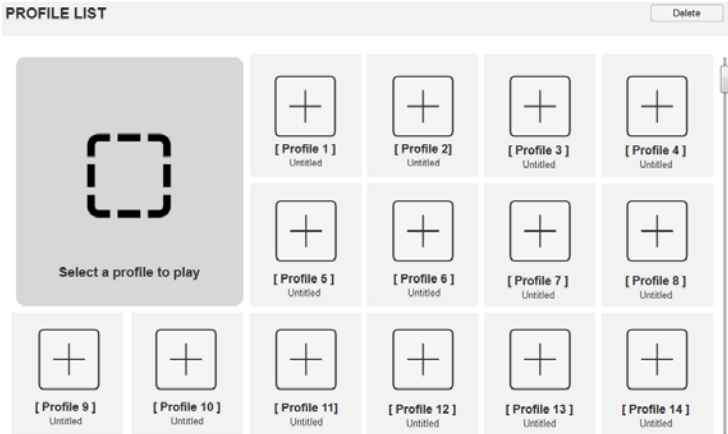 PROFILE LIST
Delete
Select a profile to play
[ Profile 1 ]
Untitled
[ Profile 2]
Untitled
[ Profile 3 ]
Untitled
[ Profile 4 ]
Untitled
[ Profile 5 ]
Untitled
[ Profile 6 ]
Untitled
[ Profile 7 ]
Untitled
[ Profile 8 ]
Untitled
[ Profile 9 ]
Untitled
[ Profile 10 ]
Untitled
[ Profile 11]
Untitled
[ Profile 12 ]
Untitled
[ Profile 13 ]
Untitled
[ Profile 14 ]
Untitled